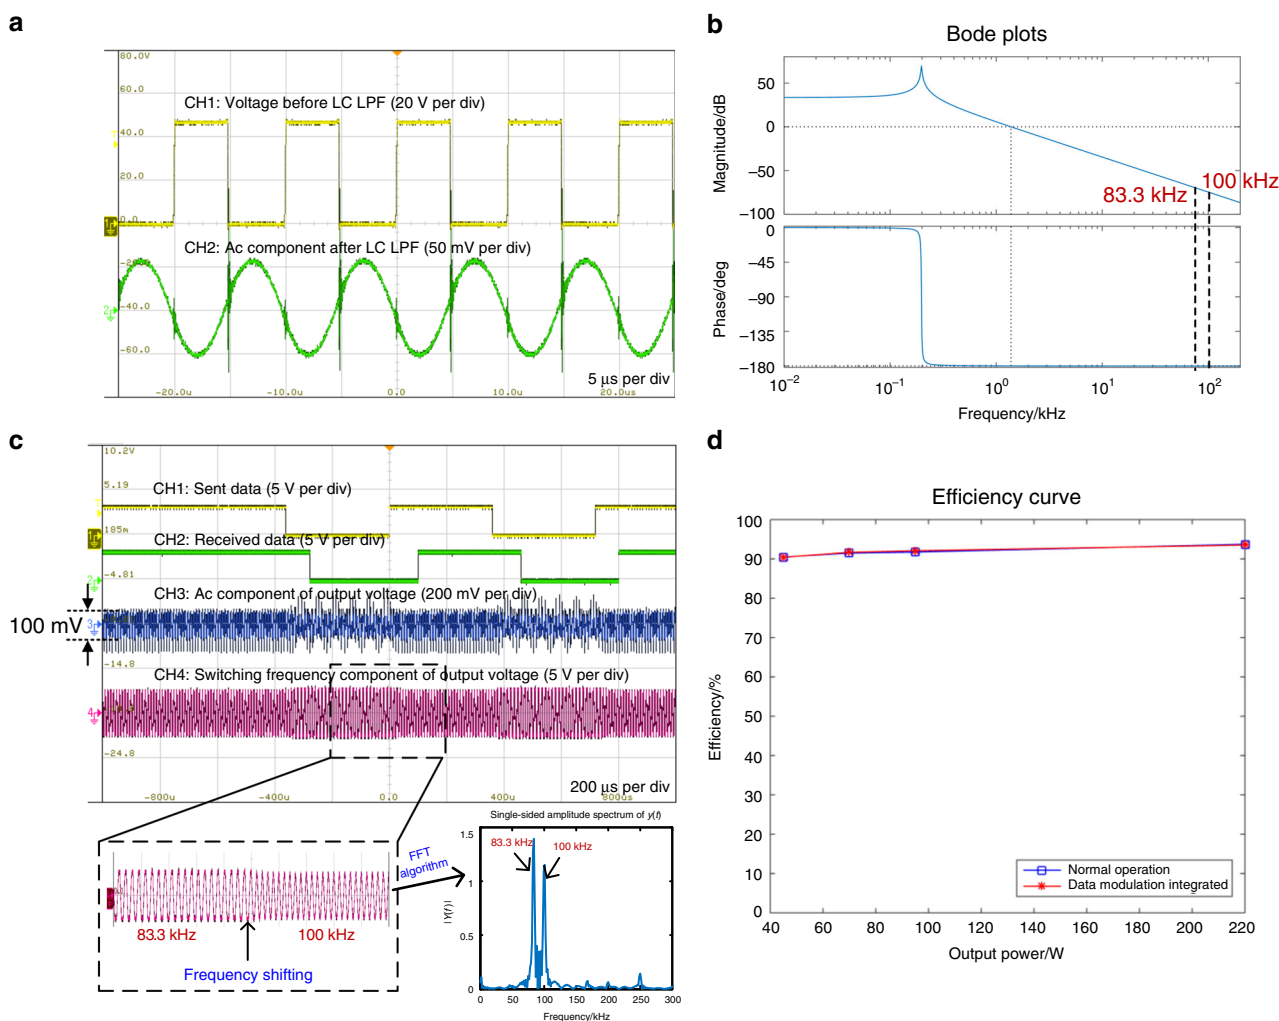 a
80.0V
60.0
CH1: Voltage before LC LPF (20 V per div)
40.0
20.0
0.0
CH2: Ac component after LC LPF (50 mV per div)
-20.0
2
-40.0
-60.0
5 μs per div
-20.0u -10.0u 0.0 10.0us 20.0us
b
Bode plots
Magnitude/dB
50
0
−50
−100
83.3 kHz
100 kHz
Phase/deg
0
−45
−90
−135
−180
10⁻² 10⁻¹ 10⁰ 10¹ 10²
Frequency/kHz
c
10.2V
5.19
CH1: Sent data (5 V per div)
185m
CH2: Received data (5 V per div)
2
-4.81
CH3: Ac component of output voltage (200 mV per div)
100 mV
3
-14.8
CH4: Switching frequency component of output voltage (5 V per div)
4
-24.8
200 μs per div
-800u -400u 0.0 400u 800us
83.3 kHz
100 kHz
Frequency shifting
FFT
algorithm
Single-sided amplitude spectrum of y(t)
|Y(f)|
1.5
1
0.5
0
83.3 kHz
100 kHz
0 50 100 150 200 250 300
Frequency/kHz
d
Efficiency curve
Efficiency/%
100
90
80
70
60
50
40
30
20
10
0
Normal operation
Data modulation integrated
40 60 80 100 120 140 160 180 200 220
Output power/W